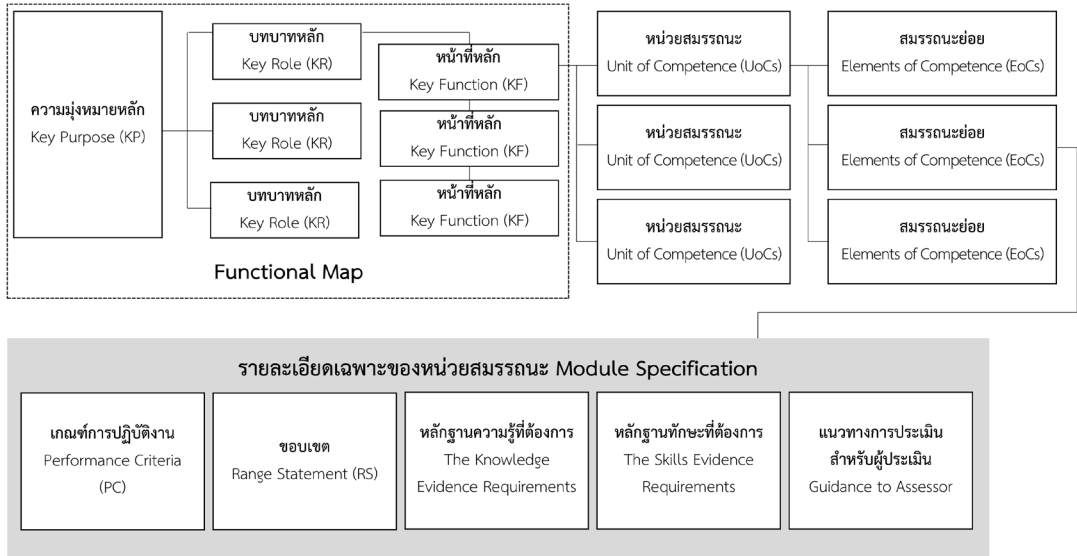 ความมุ่งหมายหลัก
Key Purpose (KP)
บทบาทหลัก
Key Role (KR)
บทบาทหลัก
Key Role (KR)
บทบาทหลัก
Key Role (KR)
หน้าที่หลัก
Key Function (KF)
หน้าที่หลัก
Key Function (KF)
หน้าที่หลัก
Key Function (KF)
Functional Map
หน่วยสมรรถนะ
Unit of Competence (UoCs)
หน่วยสมรรถนะ
Unit of Competence (UoCs)
หน่วยสมรรถนะ
Unit of Competence (UoCs)
สมรรถนะย่อย
Elements of Competence (EoCs)
สมรรถนะย่อย
Elements of Competence (EoCs)
สมรรถนะย่อย
Elements of Competence (EoCs)
รายละเอียดเฉพาะของหน่วยสมรรถนะ Module Specification
เกณฑ์การปฏิบัติงาน
Performance Criteria
(PC)
ขอบเขต
Range Statement (RS)
หลักฐานความรู้ที่ต้องการ
The Knowledge
Evidence Requirements
หลักฐานทักษะที่ต้องการ
The Skills Evidence
Requirements
แนวทางการประเมิน
สำหรับผู้ประเมิน
Guidance to Assessor